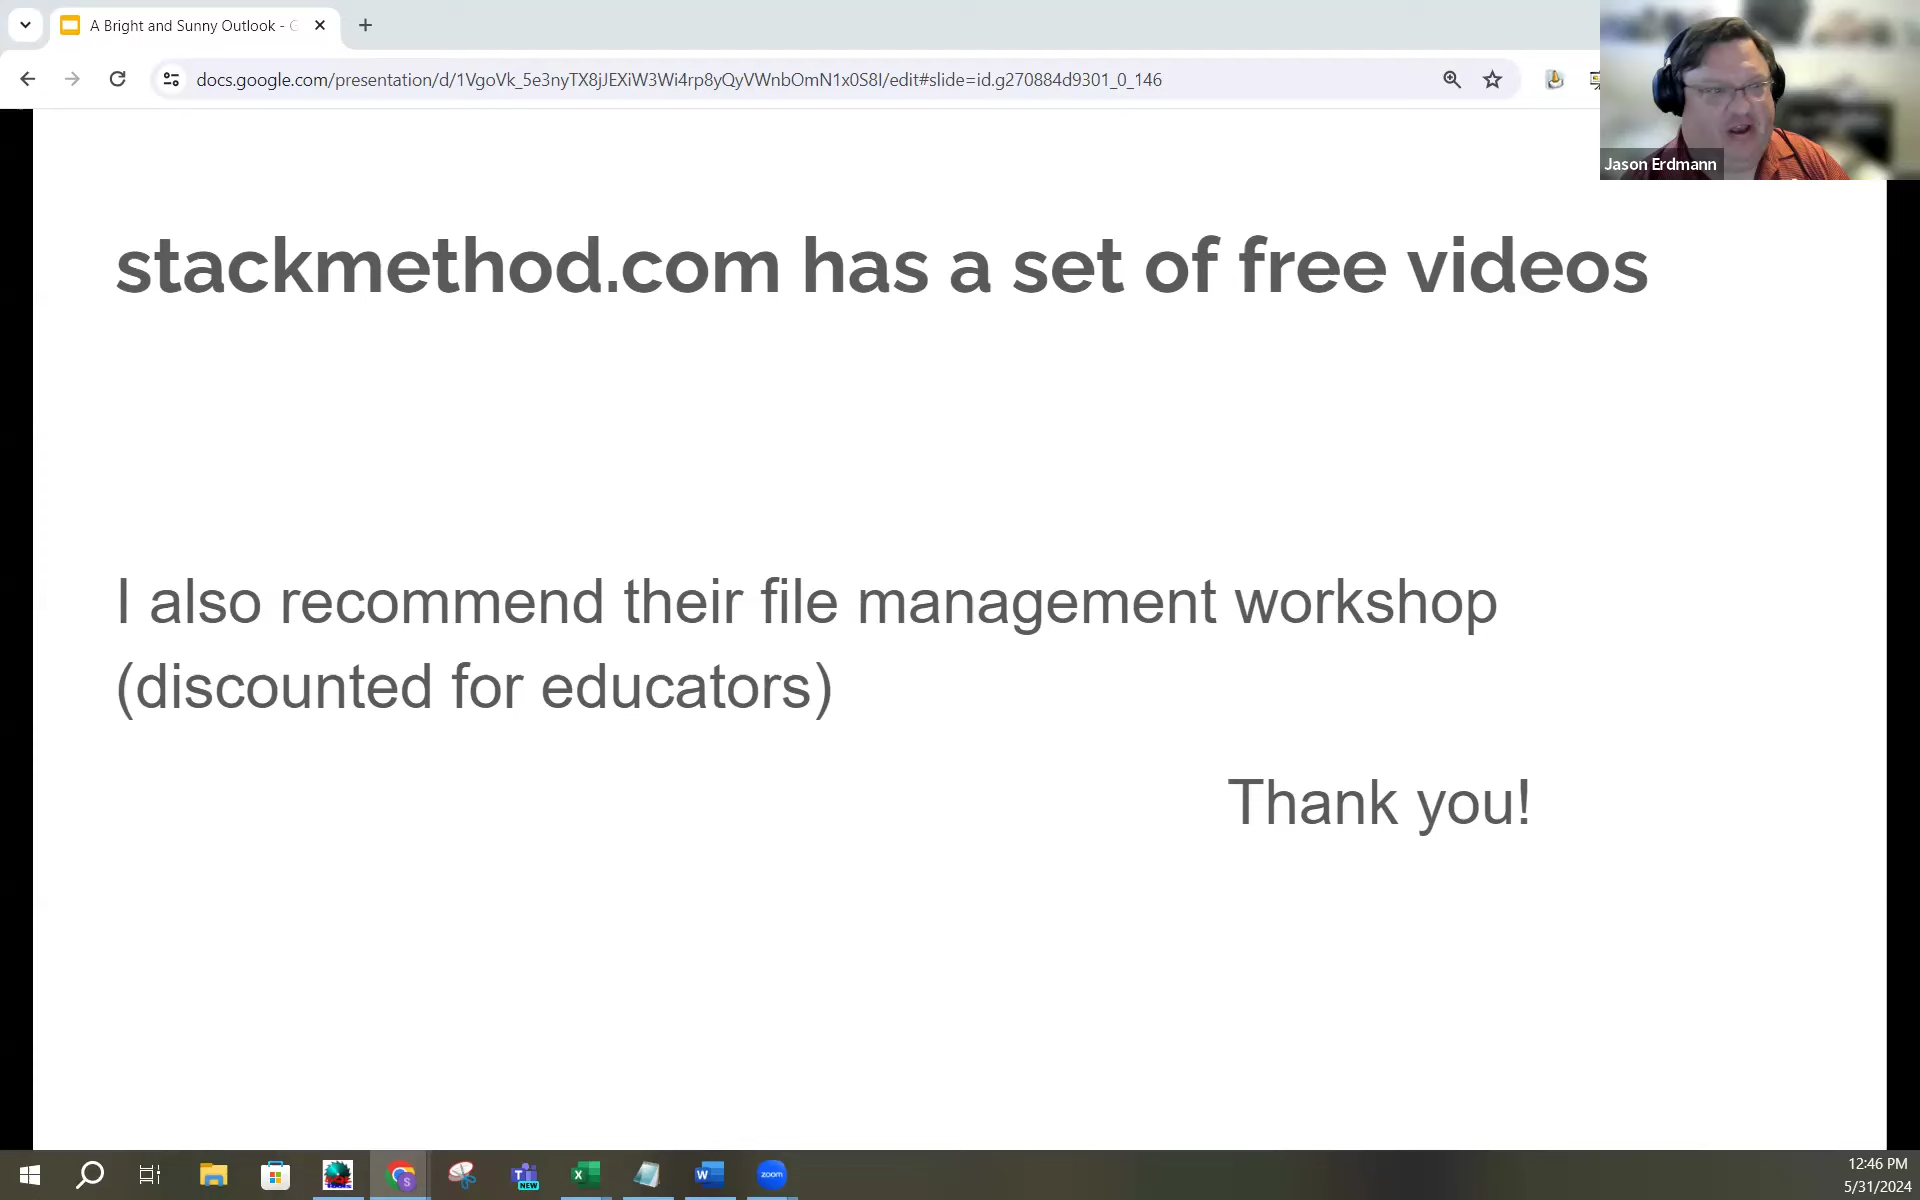 A Bright and Sunny Outlook - G
docs.google.com/presentation/d/1VgoVk_5e3nyTX8jJEXiW3Wi4rp8yQyVWnbOmN1x0S8I/edit#slide=id.g270884d9301_0_146
Jason Erdmann
stackmethod.com has a set of free videos
I also recommend their file management workshop
(discounted for educators)
Thank you!
S
T
NEW
X
W
zoom
12:46 PM
5/31/2024